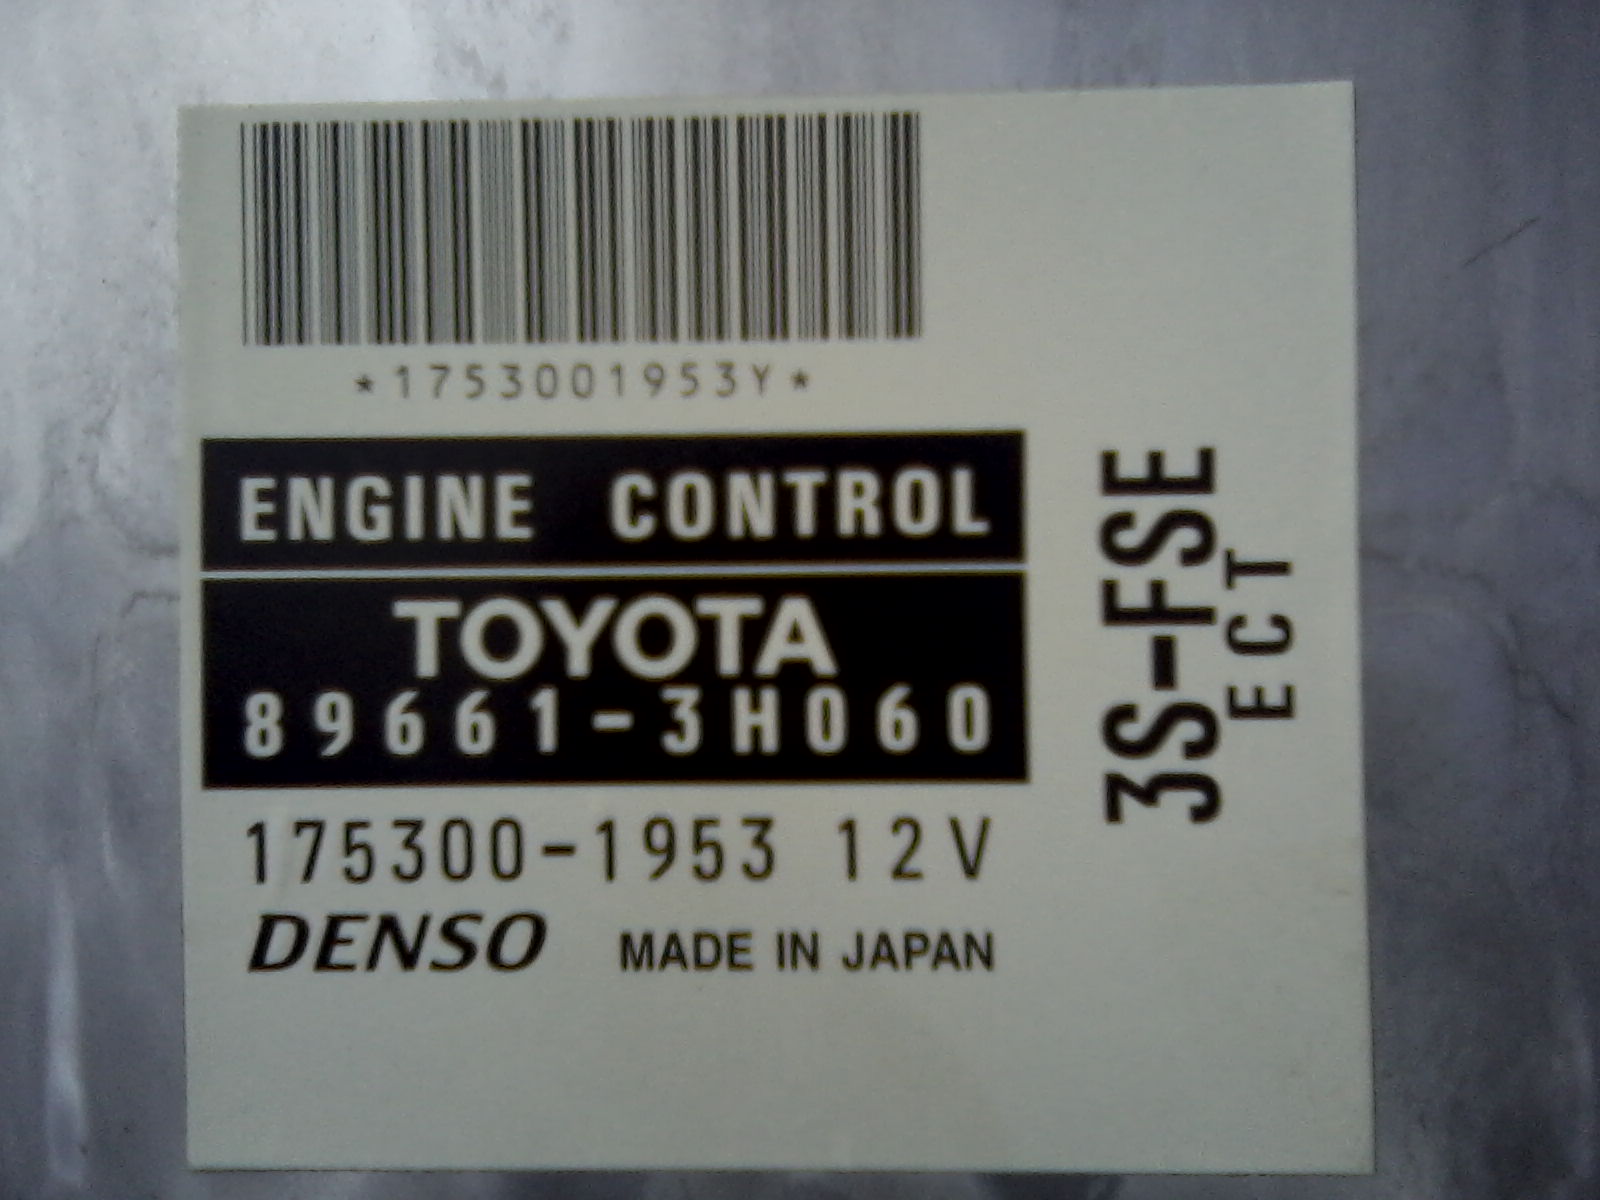 *1753001953Y*
ENGINE CONTROL
TOYOTA
89661-3H060
175300-1953 12V
DENSO MADE IN JAPAN
3S-FSE
ECT